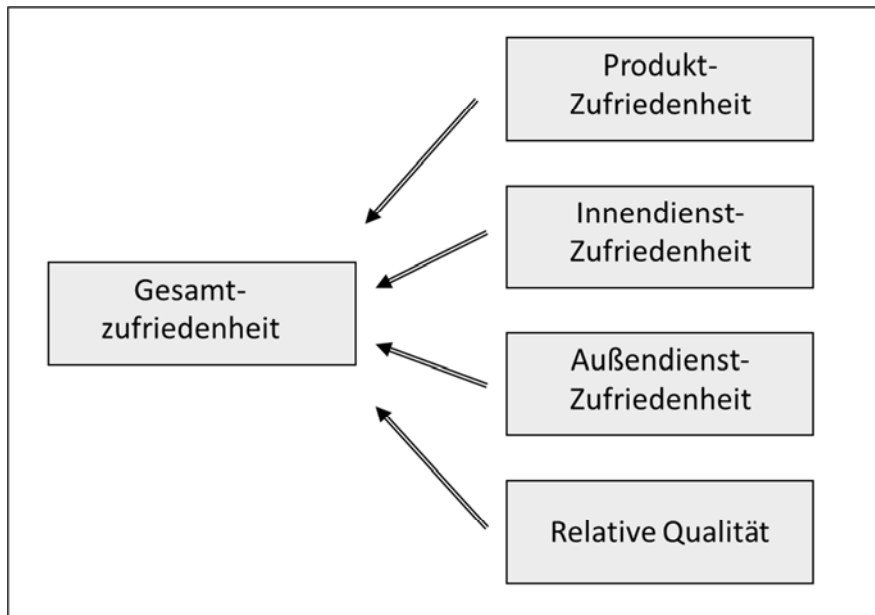 Produkt-
Zufriedenheit
Innendienst-
Zufriedenheit
Gesamt-
zufriedenheit
Außendienst-
Zufriedenheit
Relative Qualität